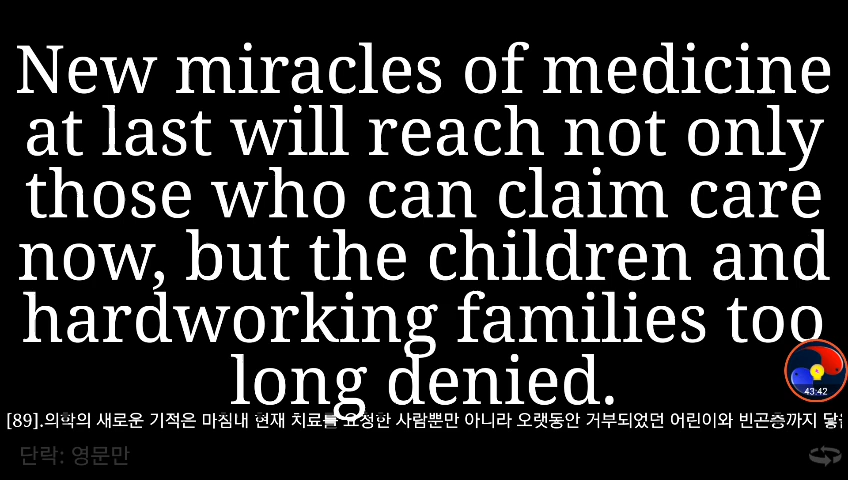 New miracles of medicine
at last will reach not only
those who can claim care
now, but the children and
hardworking families too
long denied.
43:42
[89].의학의 새로운 기적은 마침내 현재 치료를 요청한 사람뿐만 아니라 오랫동안 거부되었던 어린이와 빈곤층까지
단락: 영문만